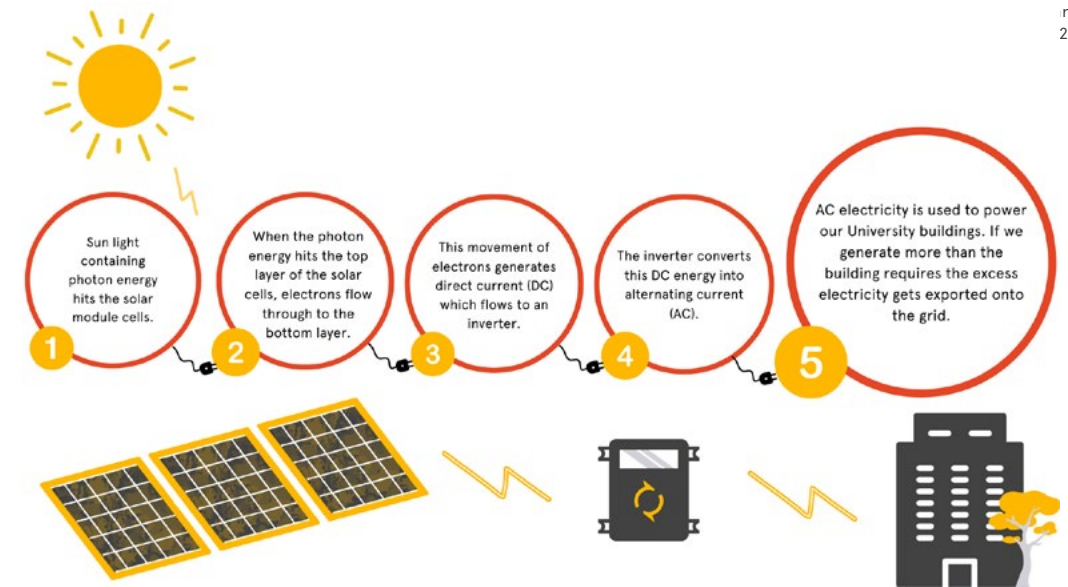 Sun light
containing
photon energy
hits the solar
module cells.
1
When the photon
energy hits the top
layer of the solar
cells, electrons flow
through to the
bottom layer.
2
This movement of
electrons generates
direct current (DC)
which flows to an
inverter.
3
The inverter converts
this DC energy into
alternating current
(AC).
4
AC electricity is used to power
our University buildings. If we
generate more than the
building requires the excess
electricity gets exported onto
the grid.
5
2